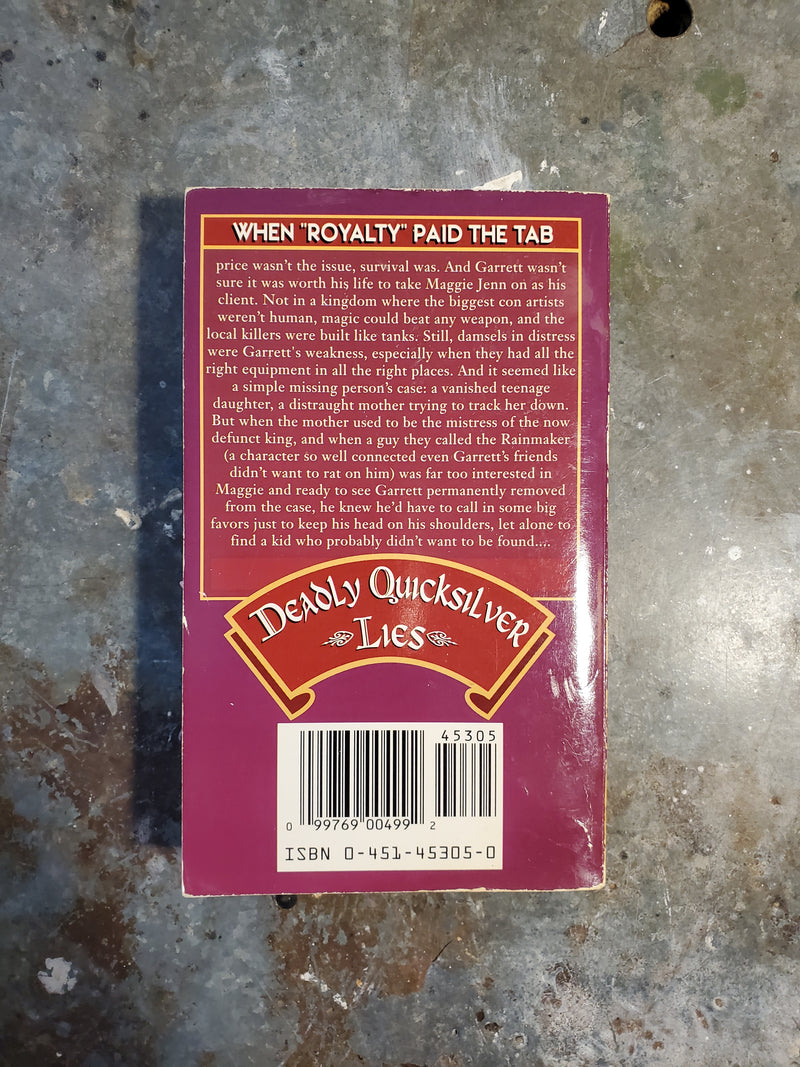 WHEN "ROYALTY" PAID THE TAB
price wasn't the issue, survival was. And Garrett wasn't
sure it was worth his life to take Maggie Jenn on as his
client. Not in a kingdom where the biggest con artists
weren't human, magic could beat any weapon, and the
local killers were built like tanks. Still, damsels in distress
were Garrett's weakness, especially when they had all the
right equipment in all the right places. And it seemed like
a simple missing person's case: a vanished teenage
daughter, a distraught mother trying to track her down.
But when the mother used to be the mistress of the now
defunct king, and when a guy they called the Rainmaker
(a character so well connected even Garrett's friends
didn't want to rat on him) was far too interested in
Maggie and ready to see Garrett permanently removed
from the case, he knew he'd have to call in some big
favors just to keep his head on his shoulders, let alone to
find a kid who probably didn't want to be found....
DEADLY QUICKSILVER
LIES
45305
0 99769 00499 2
ISBN 0-451-45305-0